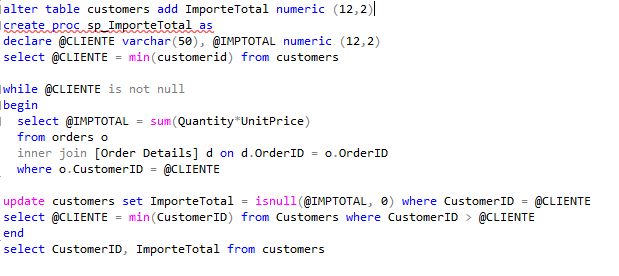 alter table customers add ImporteTotal numeric (12,2)
create proc sp_ImporteTotal as
declare @CLIENTE varchar(50), @IMPTOTAL numeric (12,2)
select @CLIENTE = min(customerid) from customers
while @CLIENTE is not null
begin
select @IMPTOTAL = sum(Quantity*UnitPrice)
from orders o
inner join [Order Details] d on d.OrderID = o.OrderID
where o.CustomerID = @CLIENTE
update customers set ImporteTotal = isnull(@IMPTOTAL, 0) where CustomerID = @CLIENTE
select @CLIENTE = min(CustomerID) from Customers where CustomerID > @CLIENTE
end
select CustomerID, ImporteTotal from customers